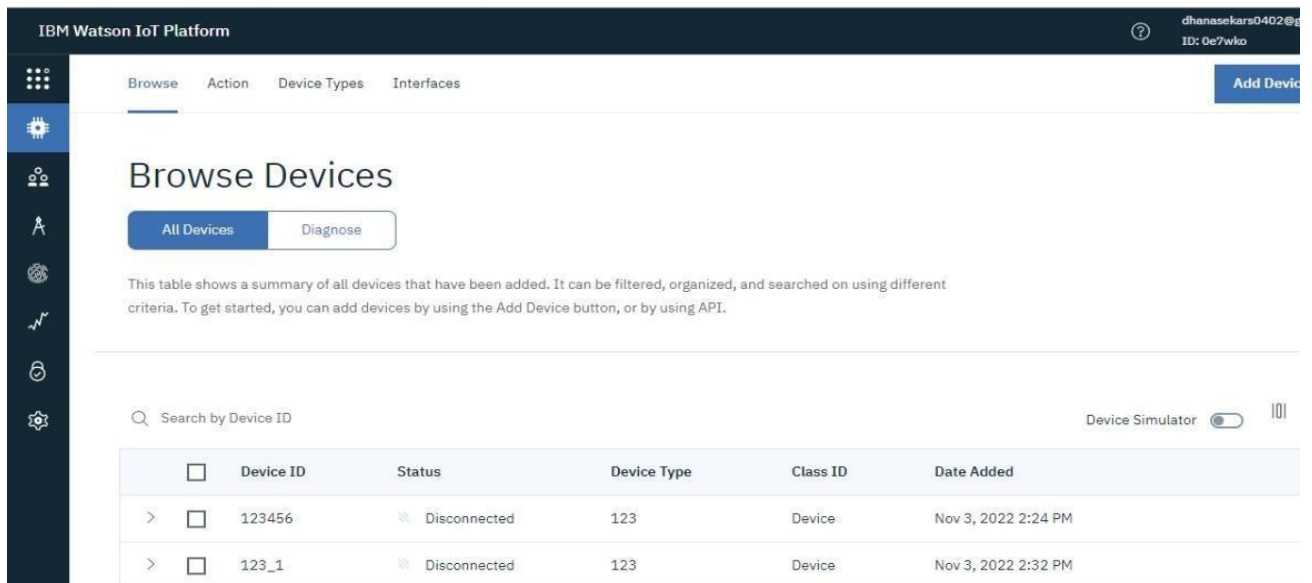 IBM Watson IoT Platform
dhanasekars0402@g
ID: 0e7wko
Browse Action Device Types Interfaces
Add Devic
Browse Devices
All Devices Diagnose
This table shows a summary of all devices that have been added. It can be filtered, organized, and searched on using different
criteria. To get started, you can add devices by using the Add Device button, or by using API.
Search by Device ID
Device Simulator
Device ID Status Device Type Class ID Date Added
123456 Disconnected 123 Device Nov 3, 2022 2:24 PM
123_1 Disconnected 123 Device Nov 3, 2022 2:32 PM